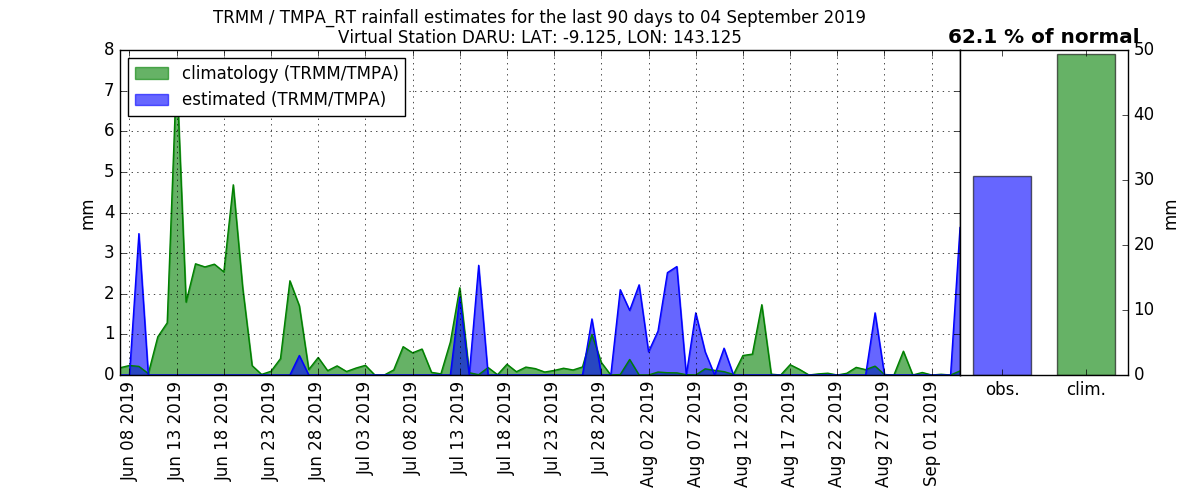 TRMM / TMPA_RT rainfall estimates for the last 90 days to 04 September 2019
Virtual Station DARU: LAT: -9.125, LON: 143.125
62.1 % of normal
climatology (TRMM/TMPA)
estimated (TRMM/TMPA)
8
7
6
5
4
3
2
1
0
mm
Jun 08 2019
Jun 13 2019
Jun 18 2019
Jun 23 2019
Jun 28 2019
Jul 03 2019
Jul 08 2019
Jul 13 2019
Jul 18 2019
Jul 23 2019
Jul 28 2019
Aug 02 2019
Aug 07 2019
Aug 12 2019
Aug 17 2019
Aug 22 2019
Aug 27 2019
Sep 01 2019
obs.
clim.
50
40
30
20
10
0
mm